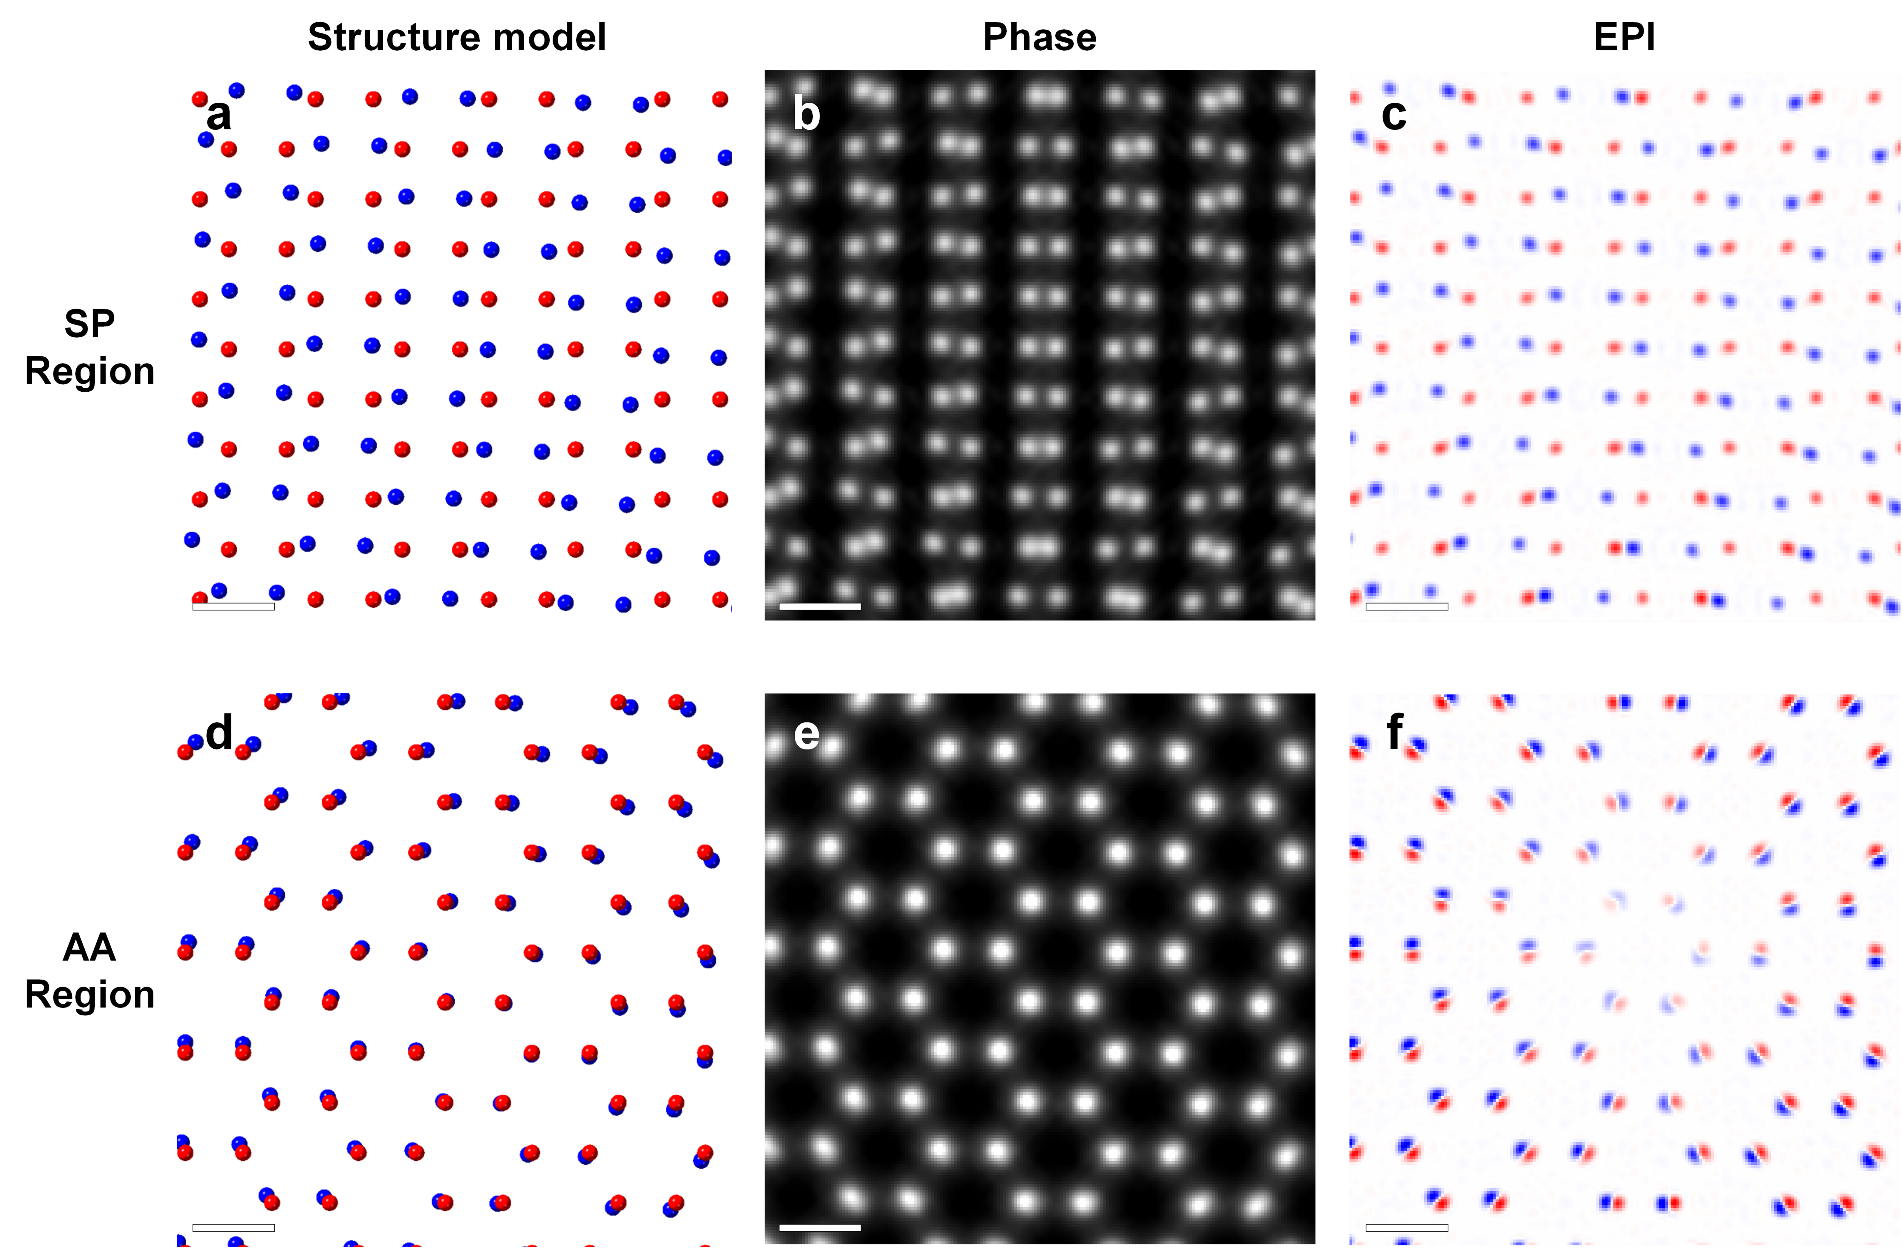 Structure model
Phase
EPI
a
b
c
SP
Region
d
e
f
AA
Region